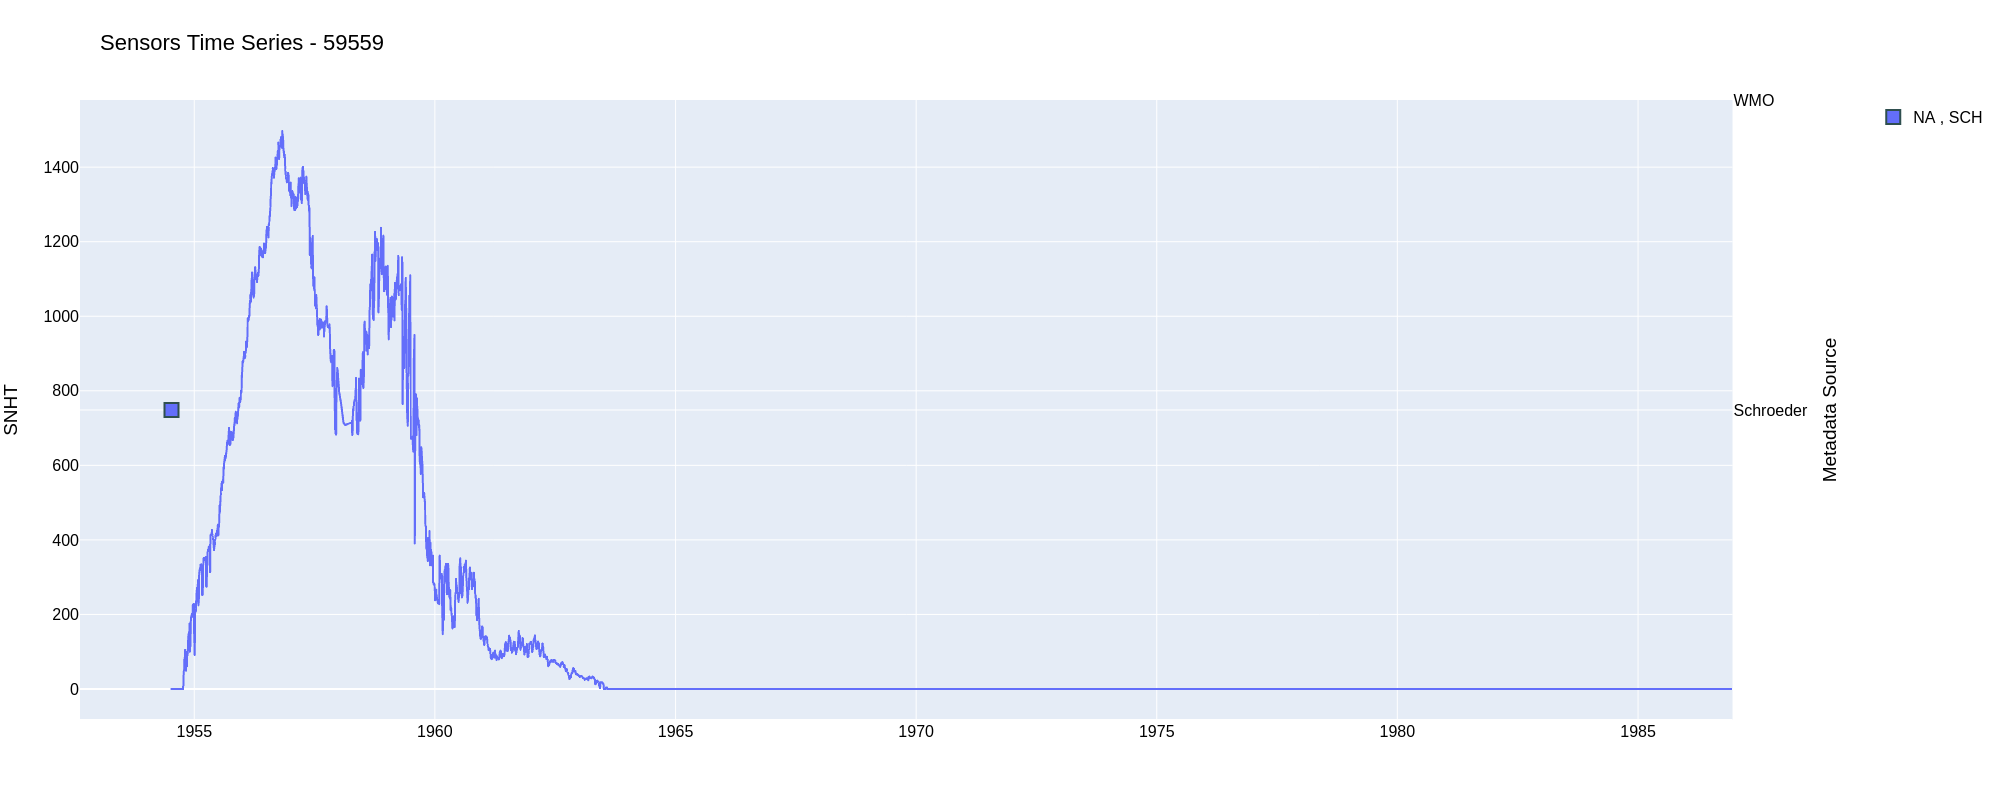 Sensors Time Series - 59559
WMO
NA , SCH
1400
1200
1000
800
600
400
200
0
SNHT
Schroeder
Metadata Source
1955
1960
1965
1970
1975
1980
1985